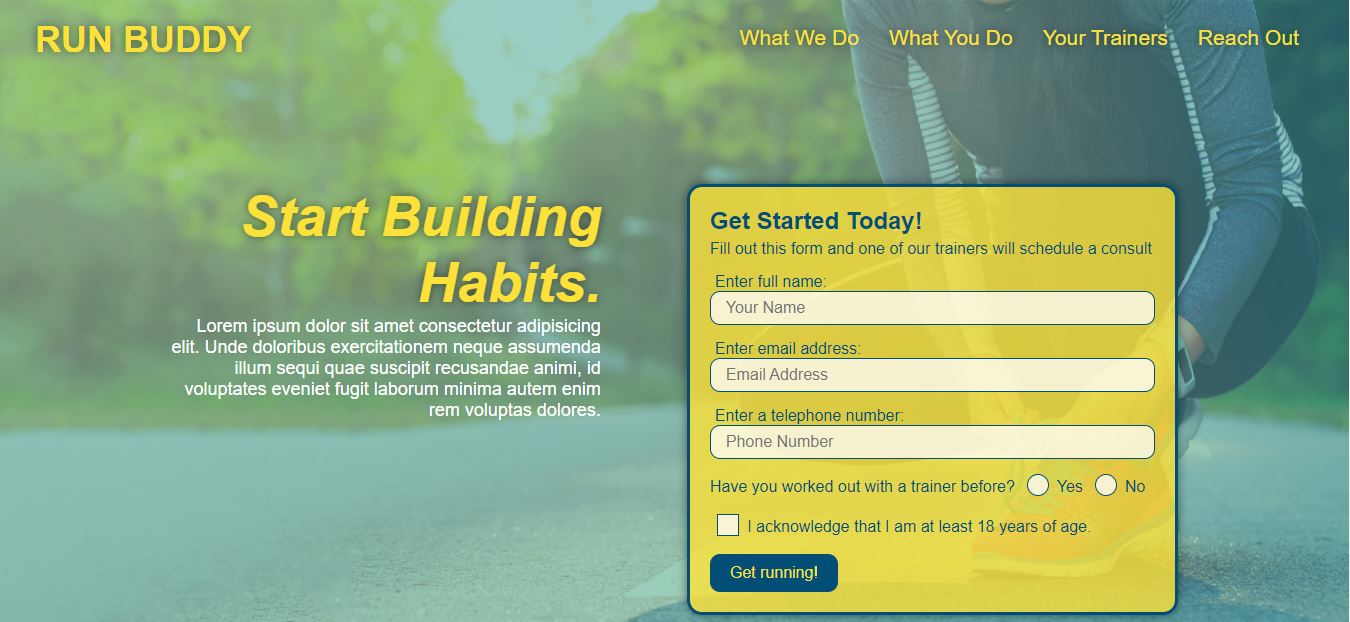 RUN BUDDY
What We Do What You Do Your Trainers Reach Out
Start Building
Habits.
Lorem ipsum dolor sit amet consectetur adipisicing
elit. Unde doloribus exercitationem neque assumenda
illum sequi quae suscipit recusandae animi, id
voluptates eveniet fugit laborum minima autem enim
rem voluptas dolores.
Get Started Today!
Fill out this form and one of our trainers will schedule a consult
Enter full name:
Your Name
Enter email address:
Email Address
Enter a telephone number:
Phone Number
Have you worked out with a trainer before? Yes No
I acknowledge that I am at least 18 years of age.
Get running!